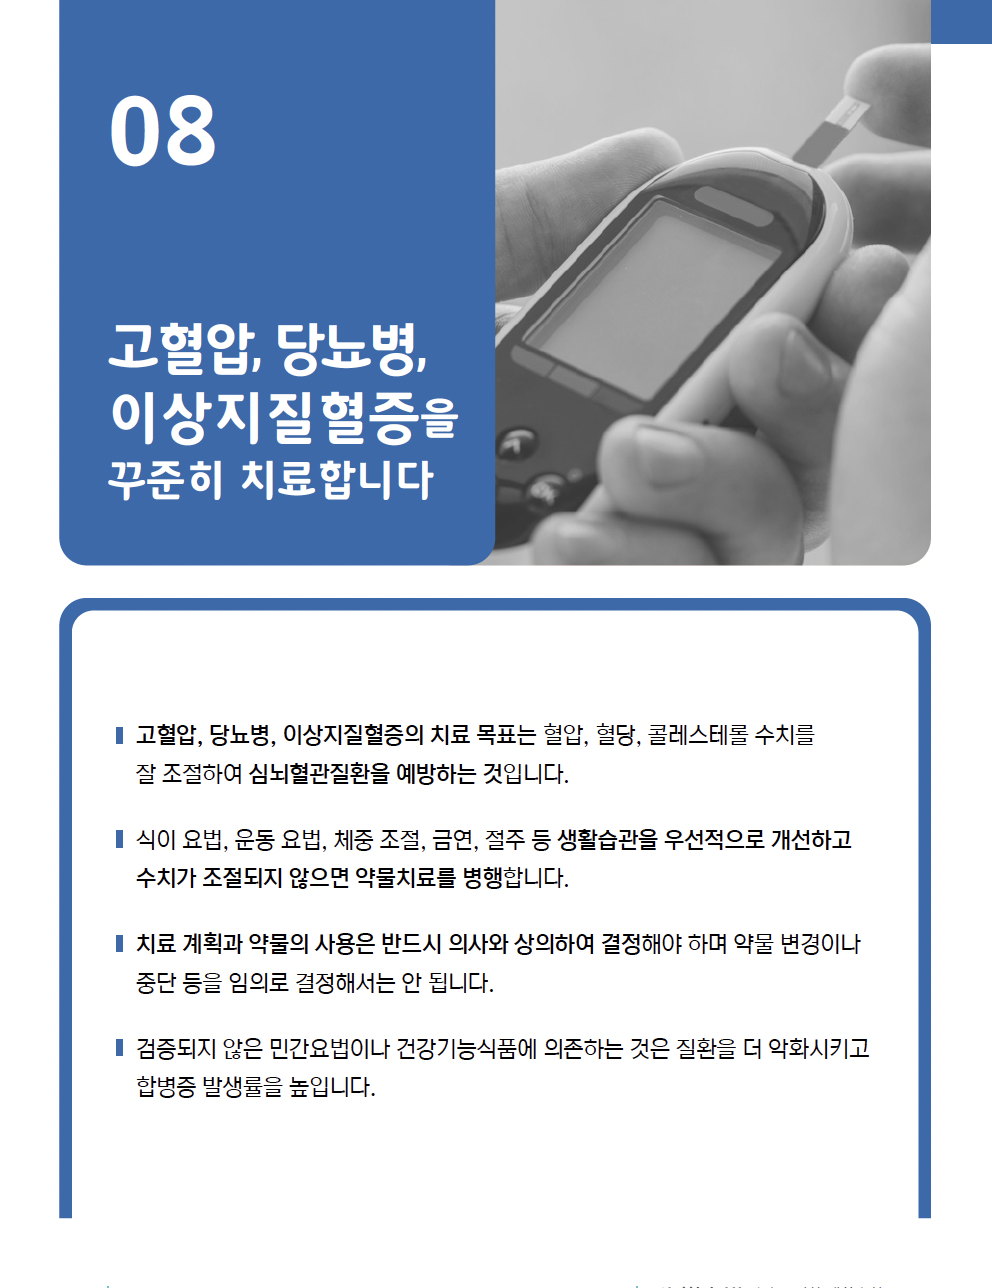 08
고혈압, 당뇨병,
이상지질혈증을
꾸준히 치료합니다
고혈압, 당뇨병, 이상지질혈증의 치료 목표는 혈압, 혈당, 콜레스테롤 수치를
잘 조절하여 심뇌혈관질환을 예방하는 것입니다.
식이 요법, 운동 요법, 체중 조절, 금연, 절주 등 생활습관을 우선적으로 개선하고
수치가 조절되지 않으면 약물치료를 병행합니다.
치료 계획과 약물의 사용은 반드시 의사와 상의하여 결정해야 하며 약물 변경이나
중단 등을 임의로 결정해서는 안 됩니다.
검증되지 않은 민간요법이나 건강기능식품에 의존하는 것은 질환을 더 악화시키고
합병증 발생률을 높입니다.